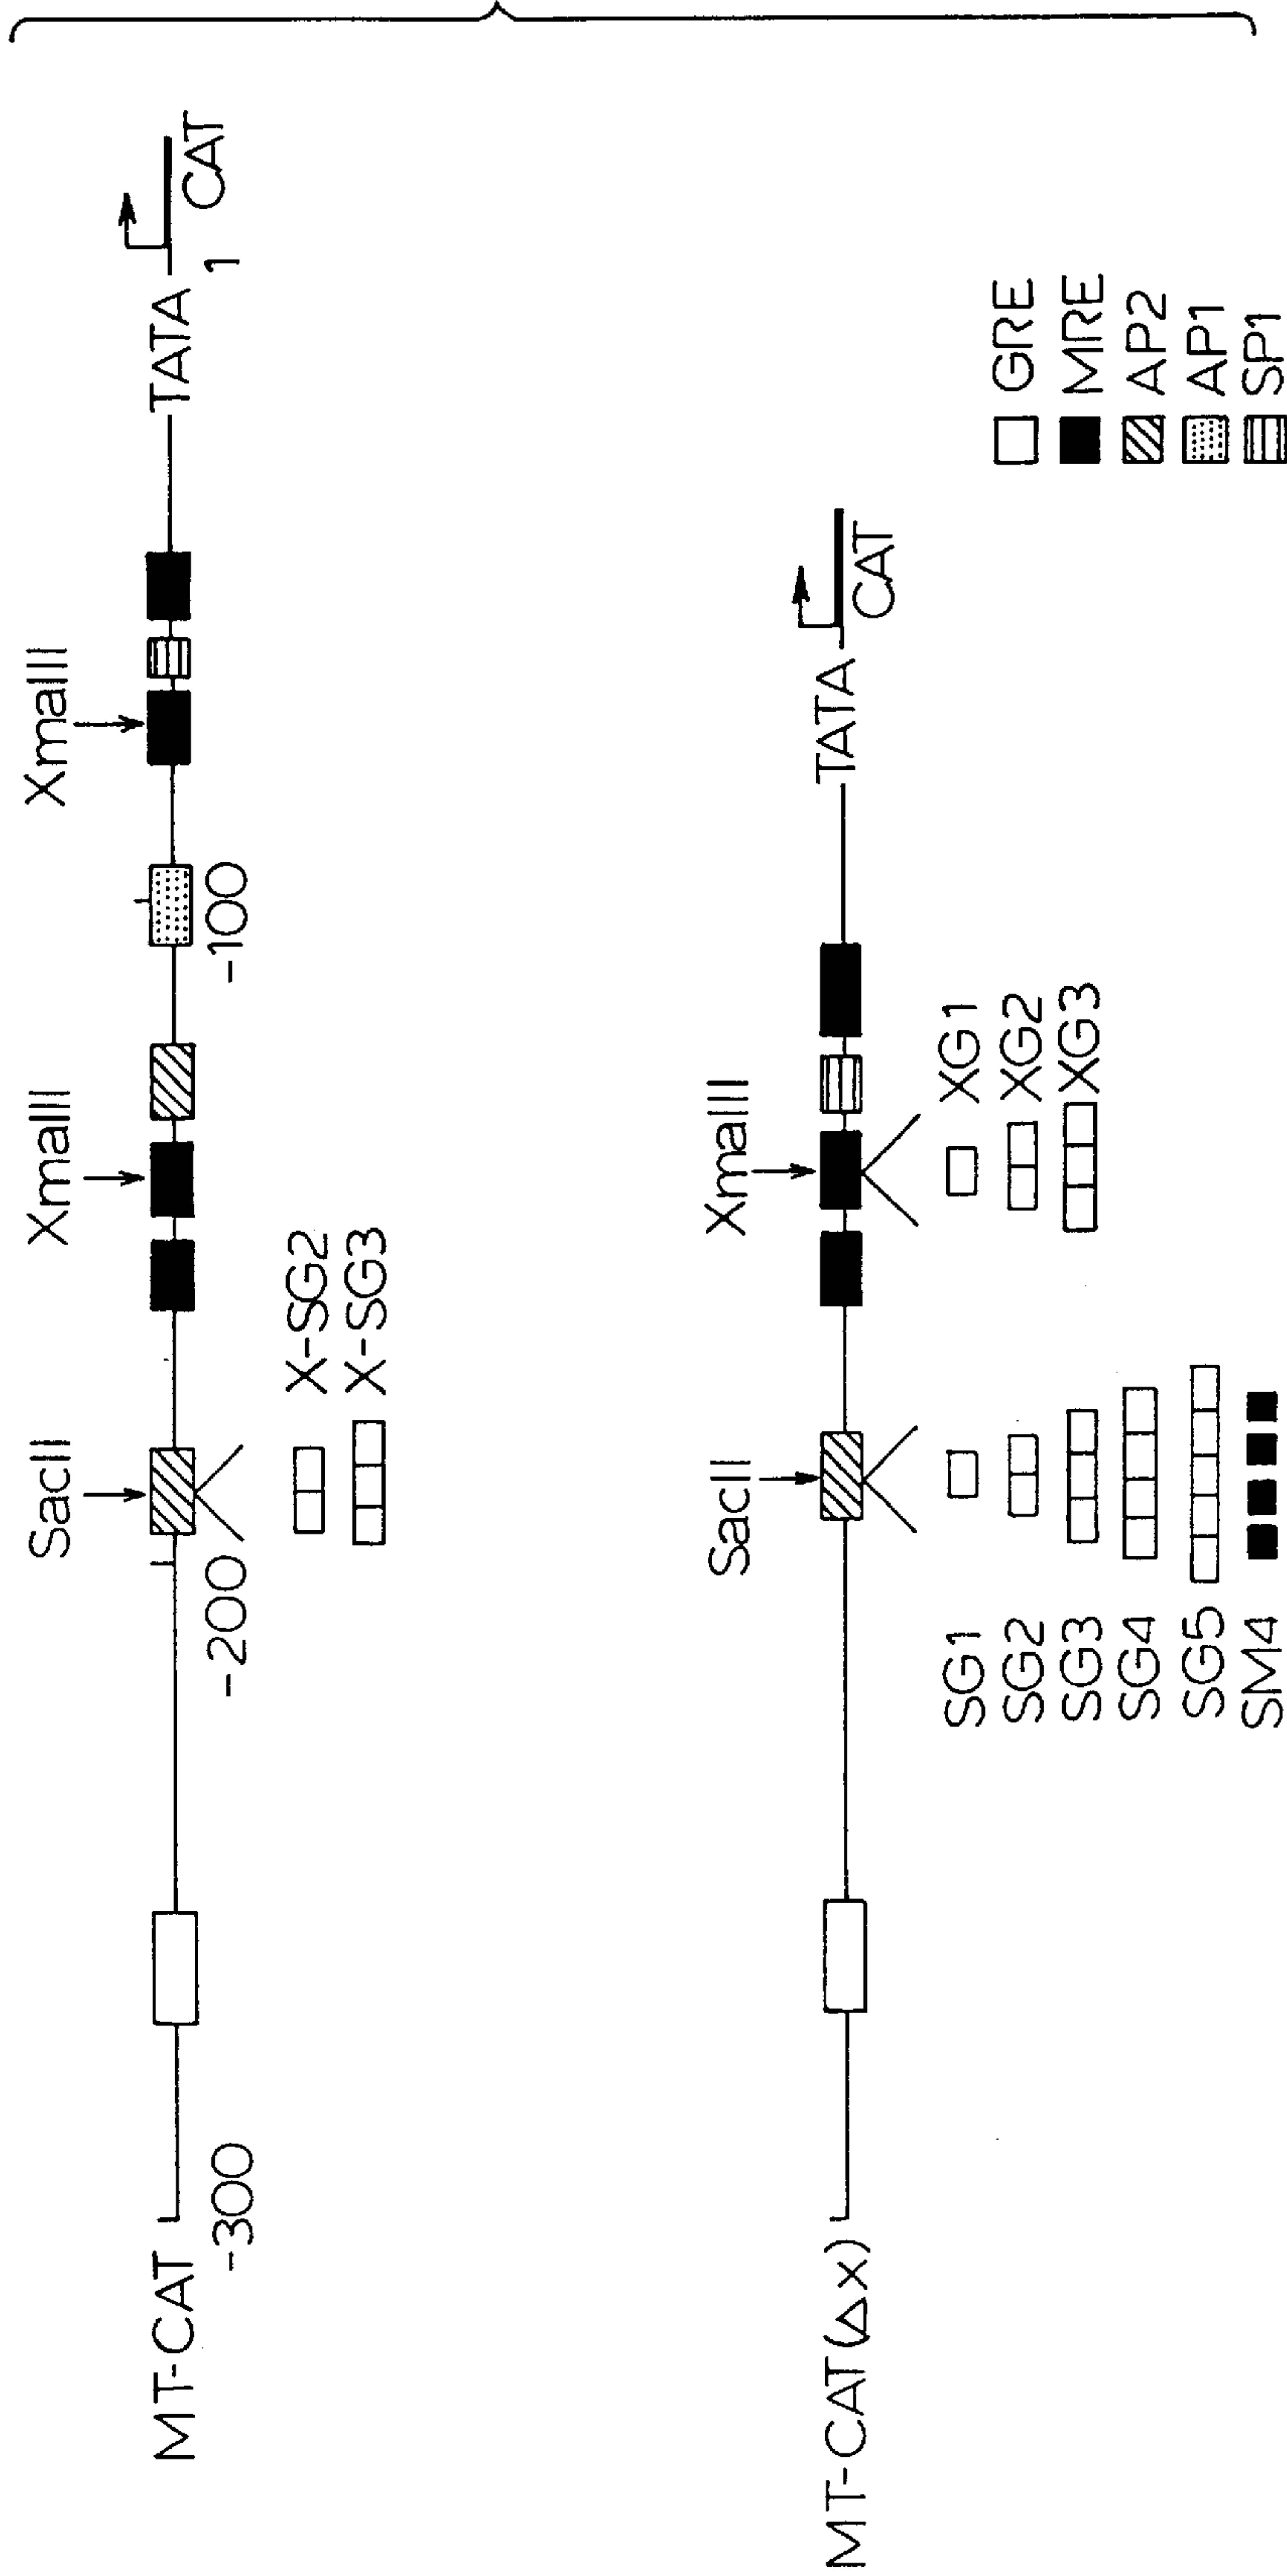 SacII XmaIII XmaIII
MT-CAT TATA
-300 -200 -100 1 CAT
X-SG2
X-SG3
SacII XmaIII
MT-CAT(Δx) TATA CAT
SG1 XG1
SG2 XG2
SG3 XG3
SG4
SG5
SM4
GRE
MRE
AP2
AP1
SP1